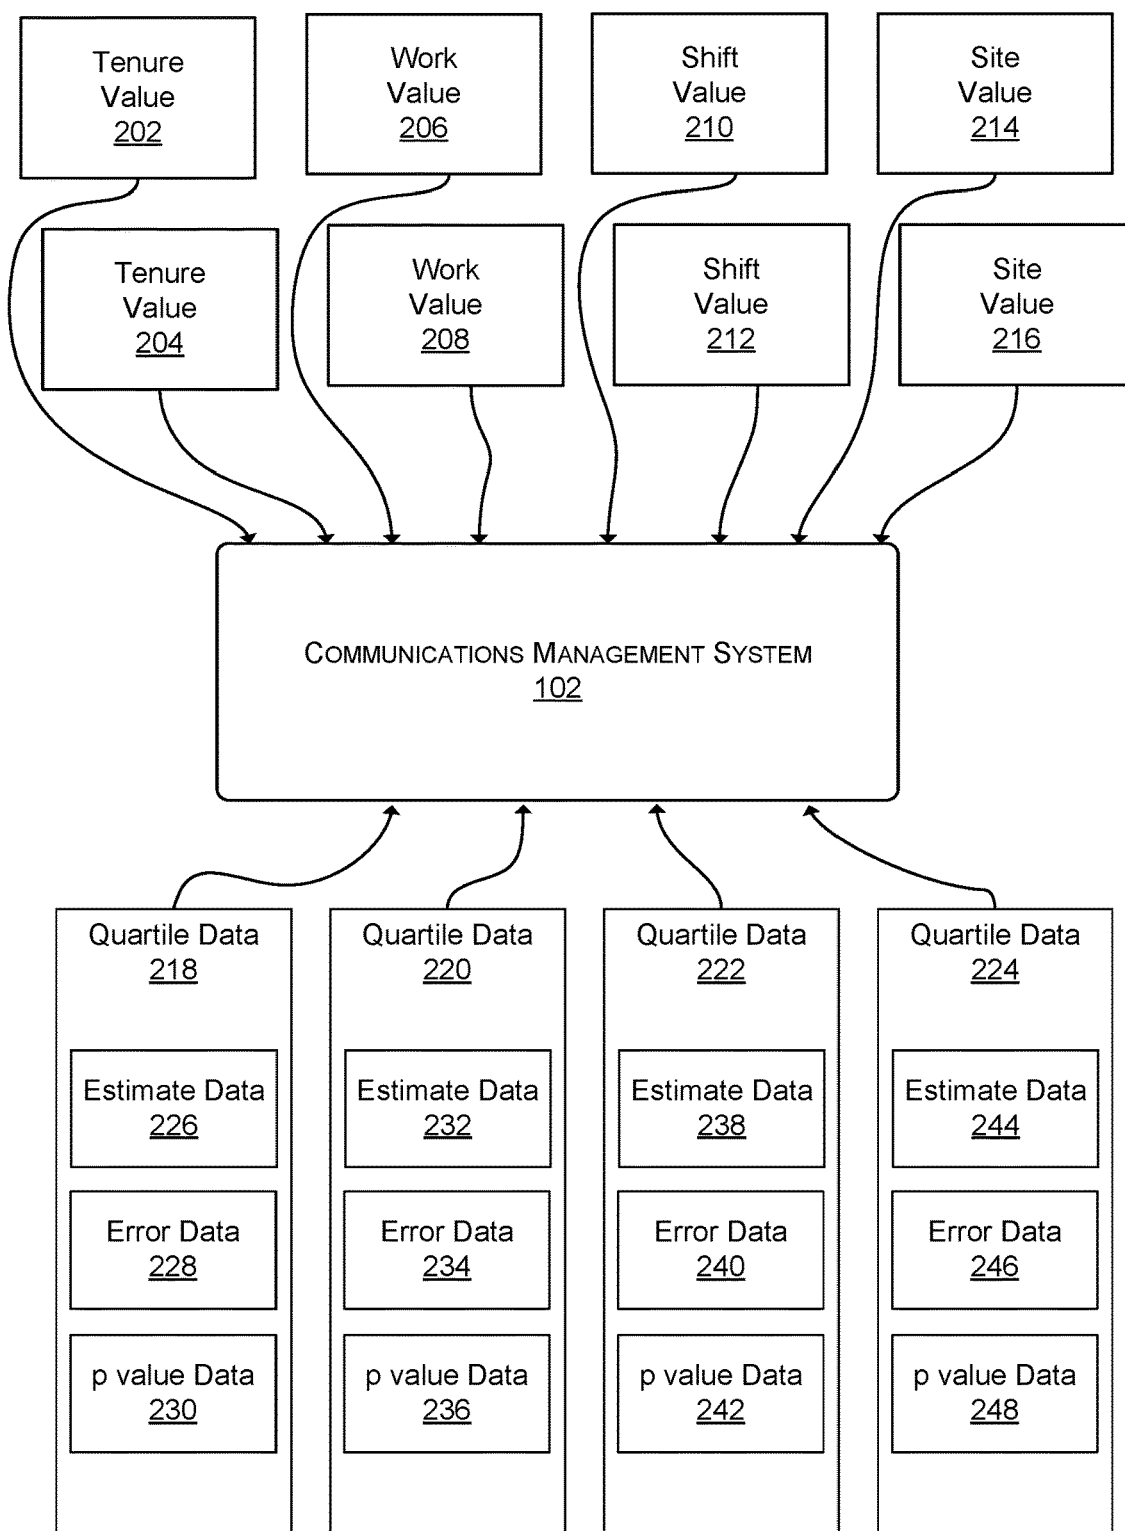 Tenure
Value
202
Work
Value
206
Shift
Value
210
Site
Value
214
Tenure
Value
204
Work
Value
208
Shift
Value
212
Site
Value
216
COMMUNICATIONS MANAGEMENT SYSTEM
102
Quartile Data
218
Estimate Data
226
Error Data
228
p value Data
230
Quartile Data
220
Estimate Data
232
Error Data
234
p value Data
236
Quartile Data
222
Estimate Data
238
Error Data
240
p value Data
242
Quartile Data
224
Estimate Data
244
Error Data
246
p value Data
248